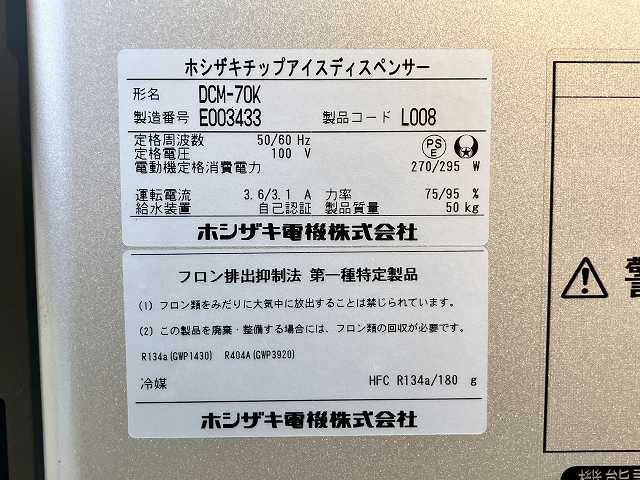 ホシザキチップアイスディスペンサー
形名 DCM-70K
製造番号 E003433 製品コード L008
定格周波数 50/60 Hz
定格電圧 100 V
PS E
電動機定格消費電力 270/295 W
運転電流 3.6/3.1 A 力率 75/95 %
給水装置 自己認証 製品質量 50 kg
ホシザキ電機株式会社
フロン排出抑制法 第一種特定製品
(1) フロン類をみだりに大気中に放出することは禁じられています。
(2) この製品を廃棄・整備する場合には、フロン類の回収が必要です。
R134a(GWP1430) R404A(GWP3920)
冷媒 HFC R134a/180 g
ホシザキ電機株式会社